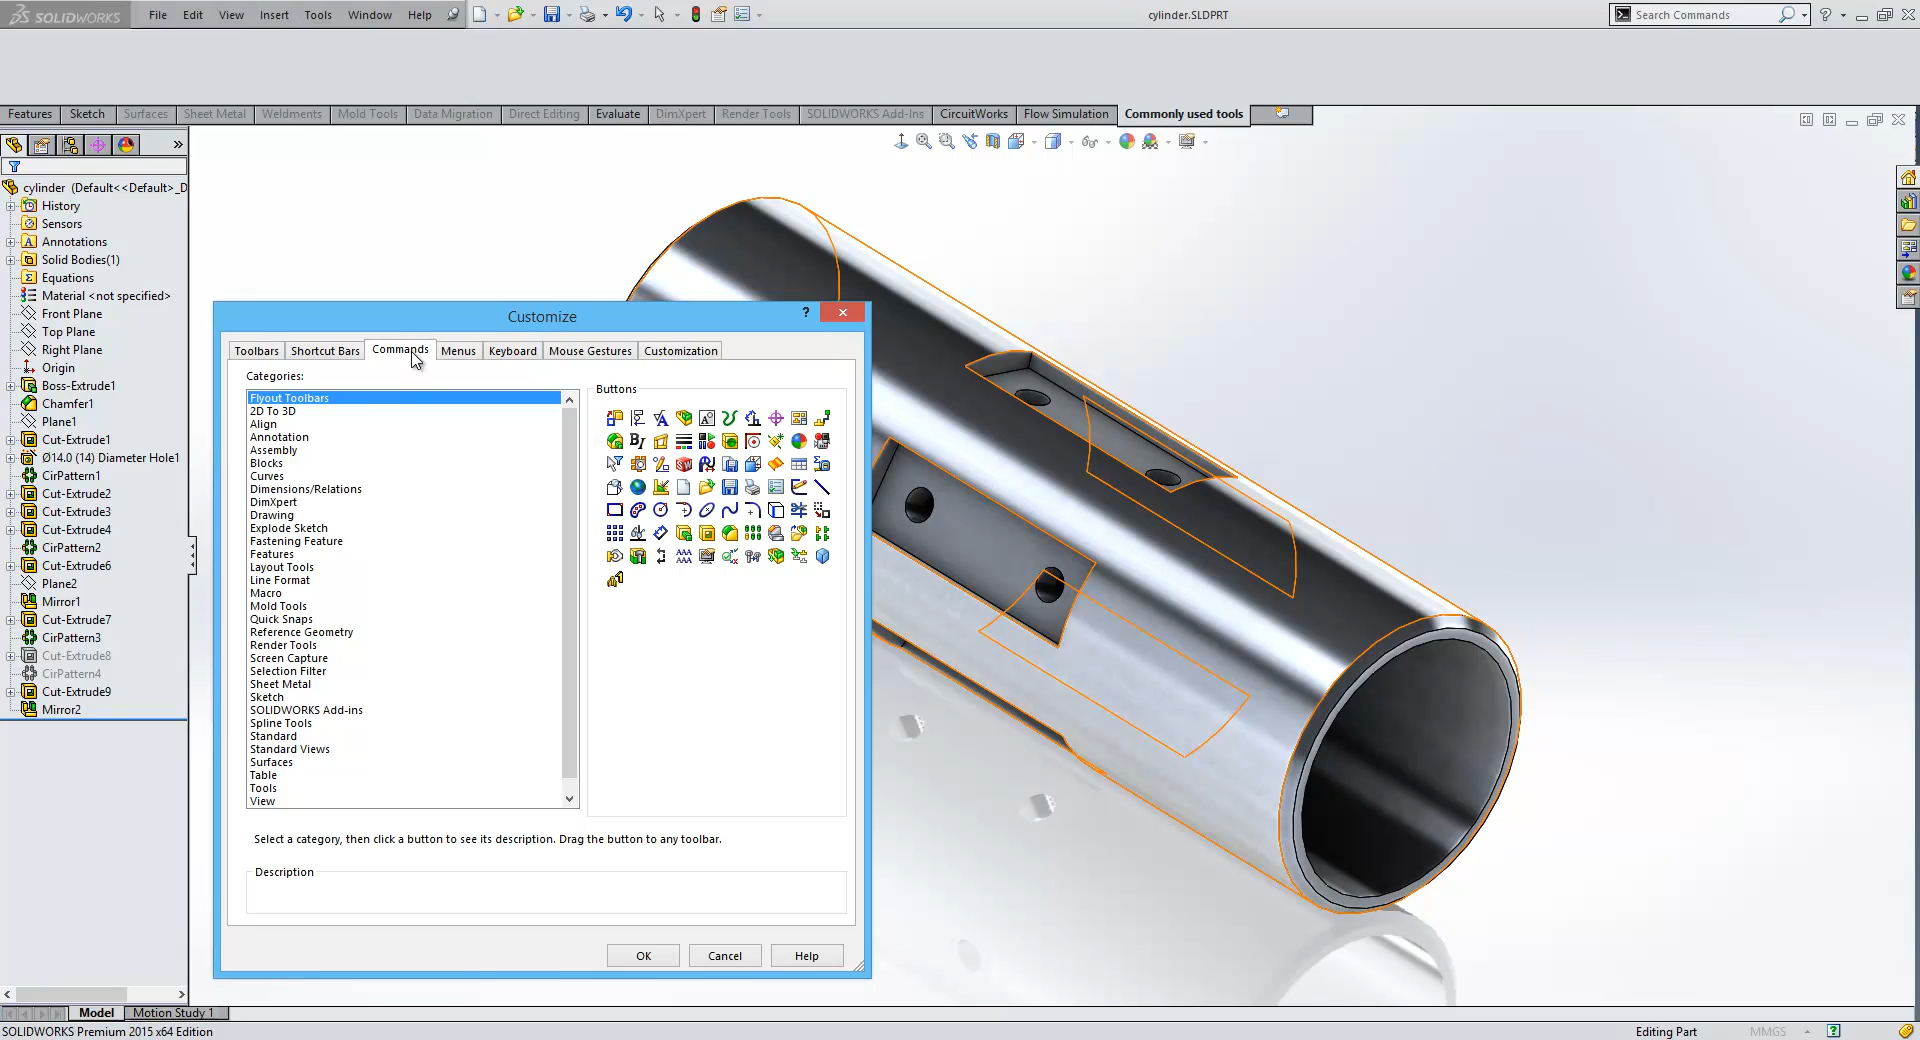 SOLIDWORKS File Edit View Insert Tools Window Help cylinder.SLDPRT Search Commands ?
Features Sketch Surfaces Sheet Metal Weldments Mold Tools Data Migration Direct Editing Evaluate DimXpert Render Tools SOLIDWORKS Add-Ins CircuitWorks Flow Simulation Commonly used tools
cylinder (Default<<Default>_D
History
Sensors
Annotations
Solid Bodies(1)
Equations
Material <not specified>
Front Plane
Top Plane
Right Plane
Origin
Boss-Extrude1
Chamfer1
Plane1
Cut-Extrude1
Ø14.0 (14) Diameter Hole1
CirPattern1
Cut-Extrude2
Cut-Extrude3
Cut-Extrude4
CirPattern2
Cut-Extrude6
Plane2
Mirror1
Cut-Extrude7
CirPattern3
Cut-Extrude8
CirPattern4
Cut-Extrude9
Mirror2
Customize
?
Toolbars Shortcut Bars Commands Menus Keyboard Mouse Gestures Customization
Categories:
Flyout Toolbars
2D To 3D
Align
Annotation
Assembly
Blocks
Curves
Dimensions/Relations
DimXpert
Drawing
Explode Sketch
Fastening Feature
Features
Layout Tools
Line Format
Macro
Mold Tools
Quick Snaps
Reference Geometry
Render Tools
Screen Capture
Selection Filter
Sheet Metal
Sketch
SOLIDWORKS Add-ins
Spline Tools
Standard
Standard Views
Surfaces
Table
Tools
View
Buttons
Select a category, then click a button to see its description. Drag the button to any toolbar.
Description
OK Cancel Help
Model Motion Study 1
SOLIDWORKS Premium 2015 x64 Edition Editing Part MMGS ?